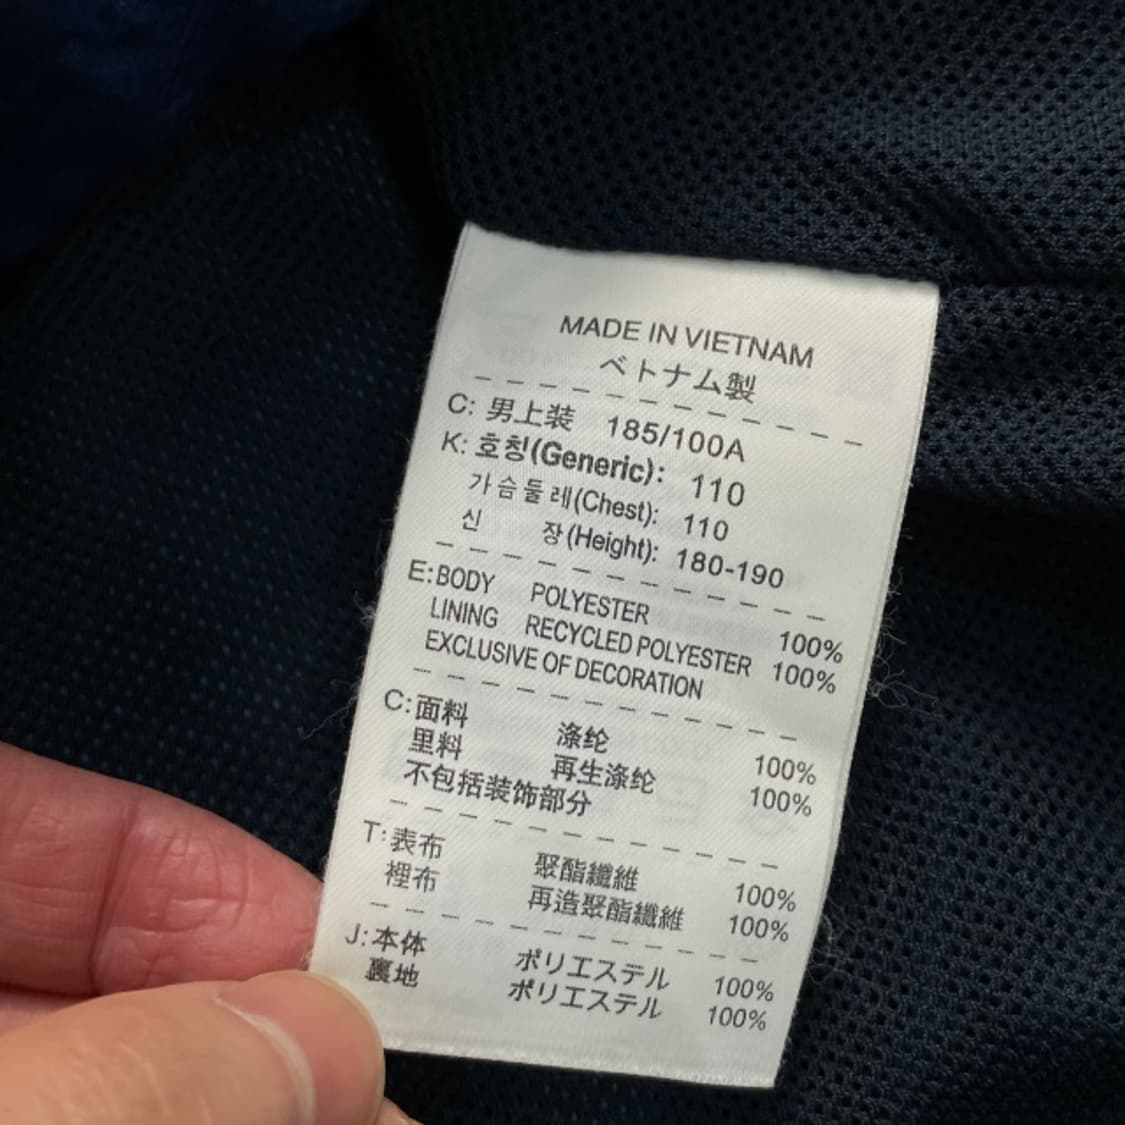 MADE IN VIETNAM
ベトナム製
C: 男上装 185/100A
K: 호칭(Generic): 110
가슴둘레(Chest): 110
신 장(Height): 180-190
E:BODY POLYESTER 100%
LINING RECYCLED POLYESTER 100%
EXCLUSIVE OF DECORATION
C:面料 涤纶 100%
里料 再生涤纶 100%
不包括装饰部分
T:表布 聚酯纖維 100%
裡布 再造聚酯纖維 100%
J:本体 ポリエステル 100%
裏地 ポリエステル 100%